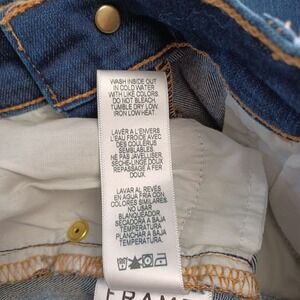 WASH INSIDE OUT
IN COLD WATER
WITH LIKE COLORS.
DO NOT BLEACH.
TUMBLE DRY LOW.
IRON LOW HEAT.
LAVER À L'ENVERS
À L'EAU FROIDE AVEC
DES COULEURS
SEMBLABLES.
NE PAS JAVELLISER.
SÈCHE-LINGE DOUX.
REPASSAGE À FER
DOUX.
LAVAR AL REVÉS
EN AGUA FRIA CON
COLORES SIMILARES.
NO USAR
BLANQUEADOR
SECADORA A BAJA
TEMPERATURA
PLANCHAR A BAJA
TEMPERATURA
FRAME